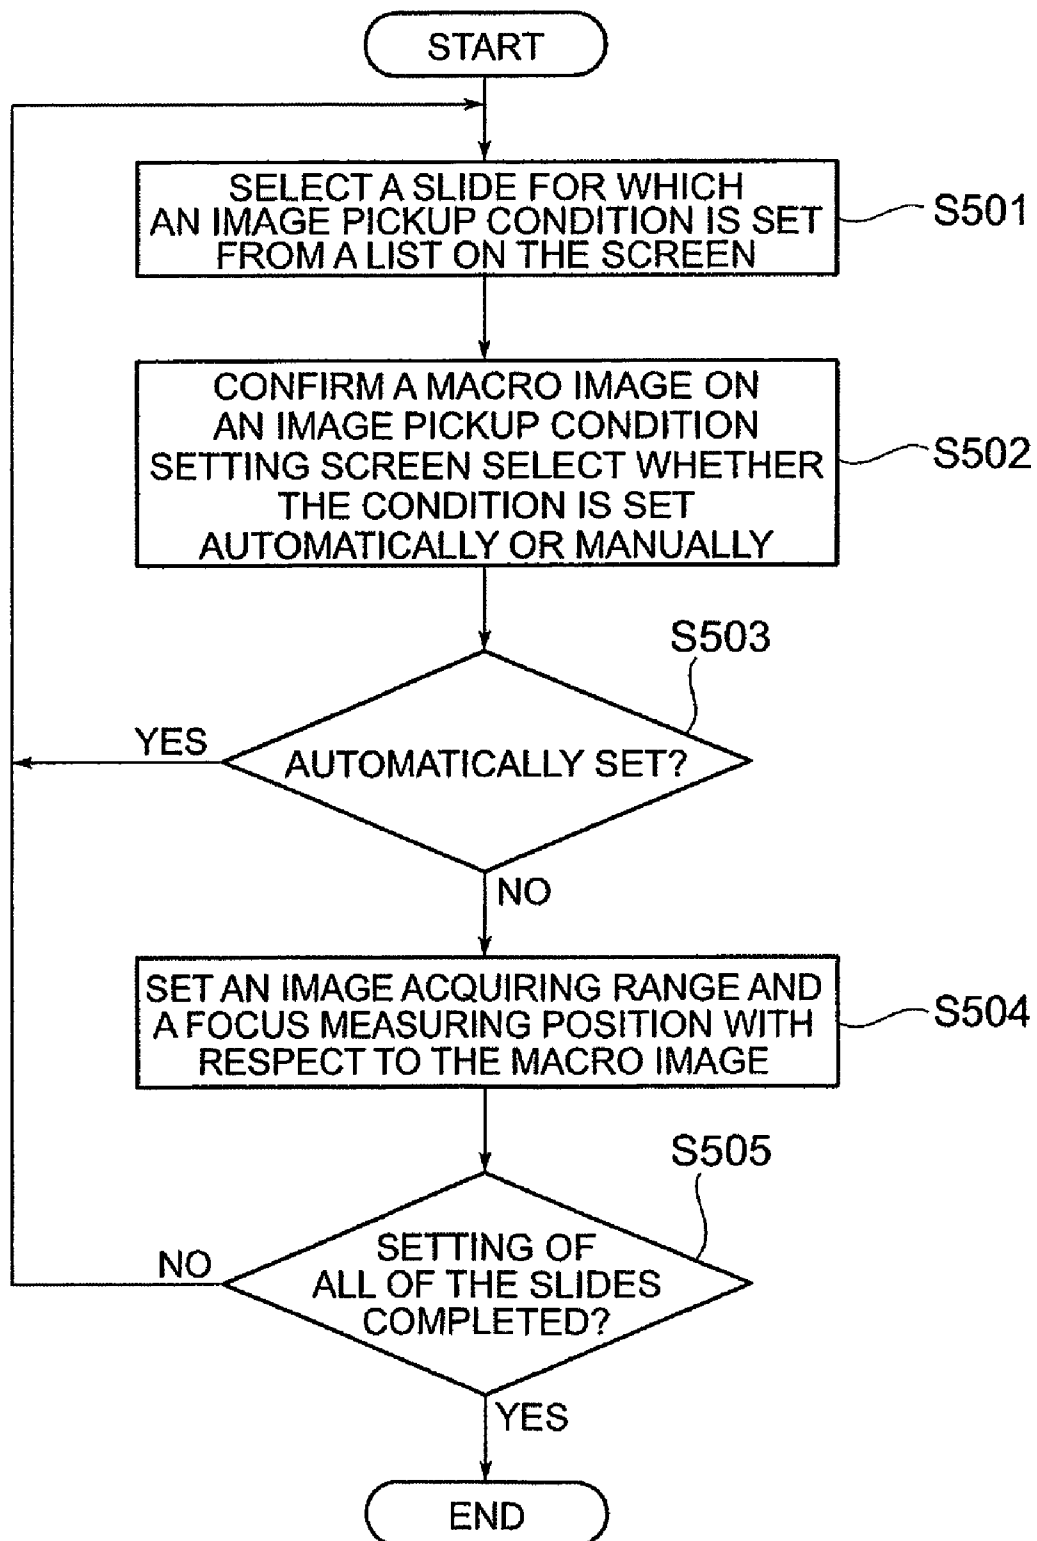 START
SELECT A SLIDE FOR WHICH
AN IMAGE PICKUP CONDITION IS SET
FROM A LIST ON THE SCREEN
S501
CONFIRM A MACRO IMAGE ON
AN IMAGE PICKUP CONDITION
SETTING SCREEN SELECT WHETHER
THE CONDITION IS SET
AUTOMATICALLY OR MANUALLY
S502
S503
YES
AUTOMATICALLY SET?
NO
SET AN IMAGE ACQUIRING RANGE AND
A FOCUS MEASURING POSITION WITH
RESPECT TO THE MACRO IMAGE
S504
S505
NO
SETTING OF
ALL OF THE SLIDES
COMPLETED?
YES
END